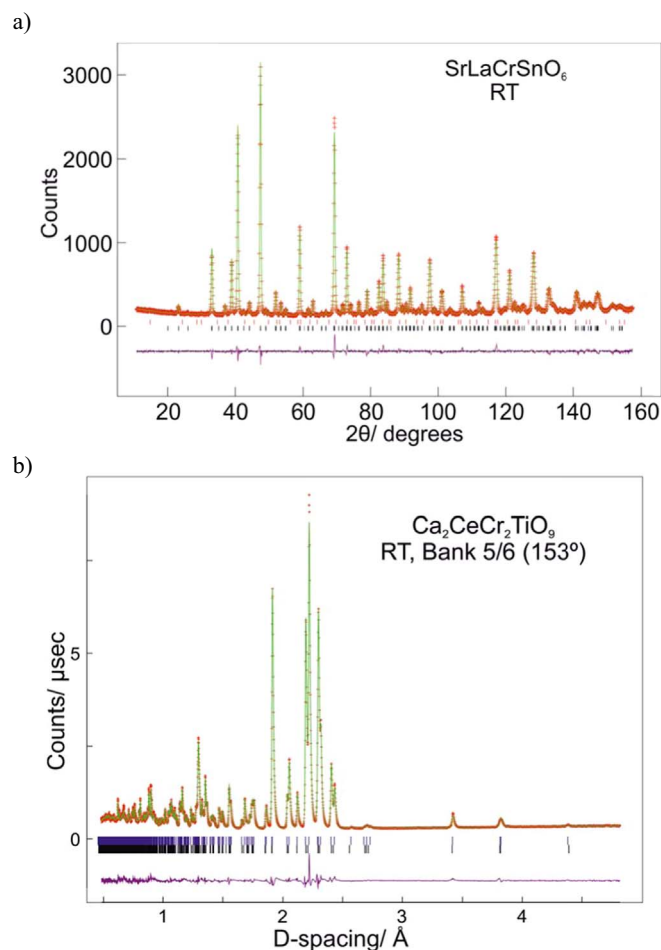 a)
SrLaCrSnO₆
RT
3000
2000
1000
0
Counts
20 40 60 80 100 120 140 160
2θ/ degrees
b)
Ca₂CeCr₂TiO₉
RT, Bank 5/6 (153º)
5
0
Counts/ μsec
1 2 3 4
D-spacing/ Å